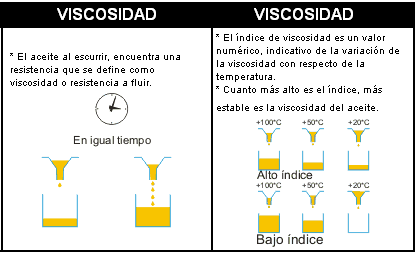 VISCOSIDAD
* El aceite al escurrir, encuentra una
resistencia que se define como
viscosidad o resistencia a fluir.
En igual tiempo
VISCOSIDAD
* El índice de viscosidad es un valor
numérico, indicativo de la variación de
la viscosidad con respecto de la
temperatura.
* Cuanto más alto es el índice, más
estable es la viscosidad del aceite.
+100°C +50°C +20°C
Alto índice
+100°C +50°C +20°C
Bajo índice